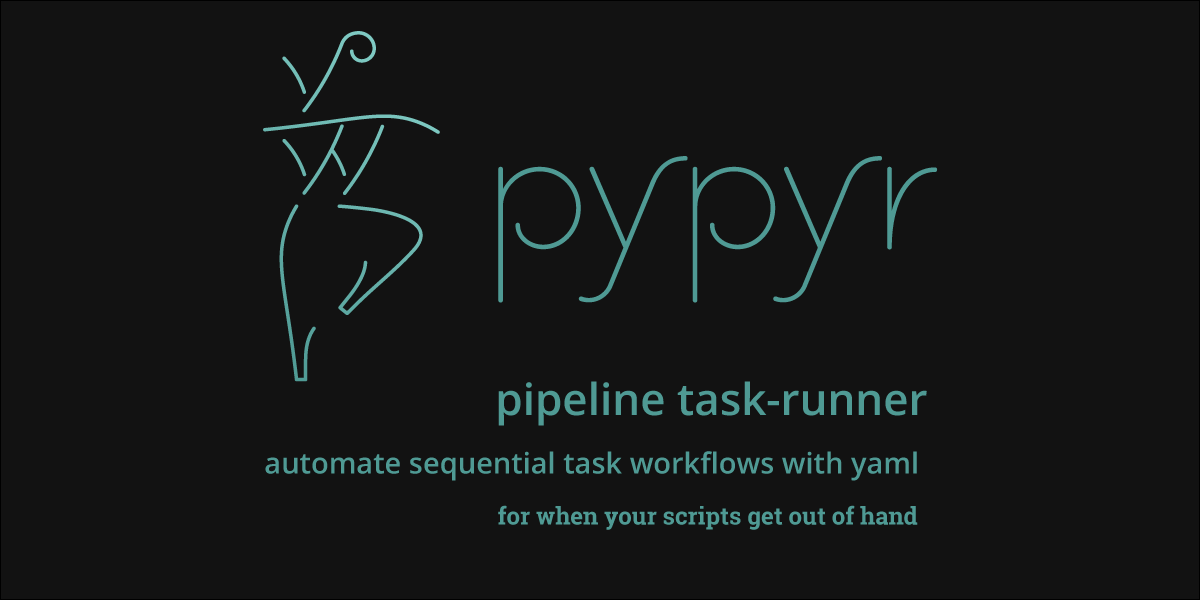 pypyr
pipeline task-runner
automate sequential task workflows with yaml
for when your scripts get out of hand